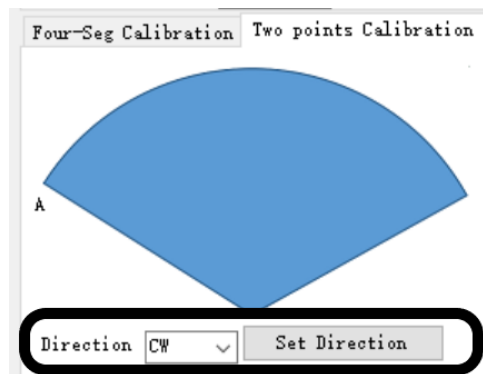 Four-Seg Calibration Two points Calibration
A
Direction CW Set Direction